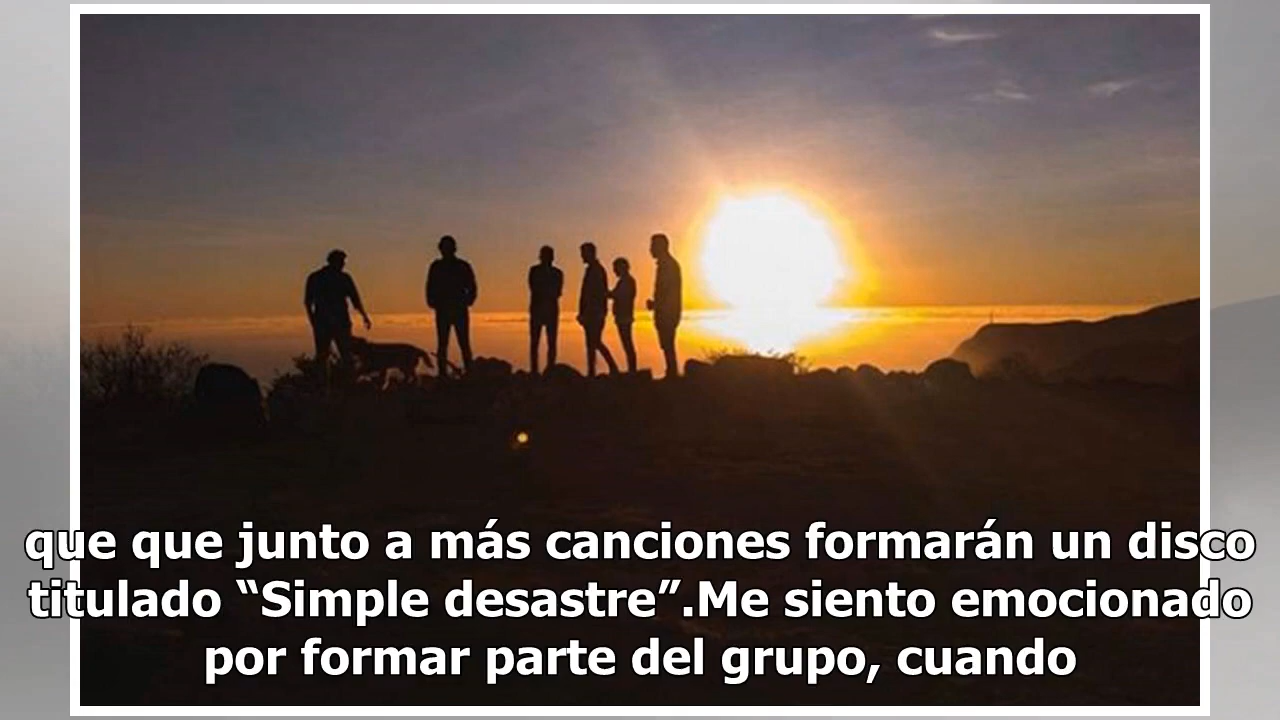 que que junto a más canciones formarán un disco
titulado “Simple desastre”.Me siento emocionado
por formar parte del grupo, cuando